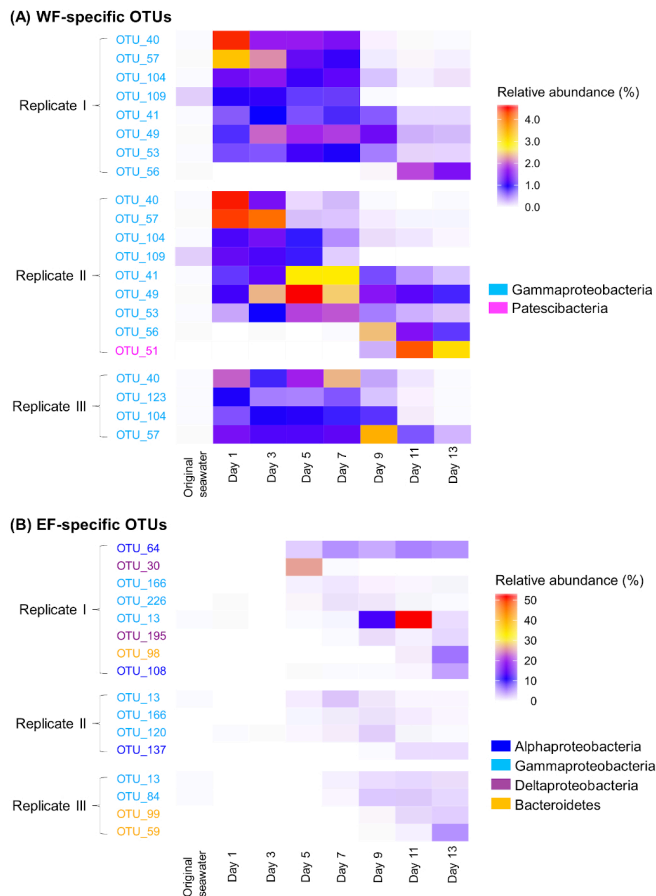 (A) WF-specific OTUs
Replicate I
OTU_40
OTU_57
OTU_104
OTU_109
OTU_41
OTU_49
OTU_53
OTU_56
Replicate II
OTU_40
OTU_57
OTU_104
OTU_109
OTU_41
OTU_49
OTU_53
OTU_56
OTU_51
Replicate III
OTU_40
OTU_123
OTU_104
OTU_57
Original
seawater
Day 1
Day 3
Day 5
Day 7
Day 9
Day 11
Day 13
Relative abundance (%)
4.0
3.0
2.0
1.0
0.0
Gammaproteobacteria
Patescibacteria
(B) EF-specific OTUs
Replicate I
OTU_64
OTU_30
OTU_166
OTU_226
OTU_13
OTU_195
OTU_98
OTU_108
Replicate II
OTU_13
OTU_166
OTU_120
OTU_137
Replicate III
OTU_13
OTU_84
OTU_99
OTU_59
Original
seawater
Day 1
Day 3
Day 5
Day 7
Day 9
Day 11
Day 13
Relative abundance (%)
50
40
30
20
10
0
Alphaproteobacteria
Gammaproteobacteria
Deltaproteobacteria
Bacteroidetes